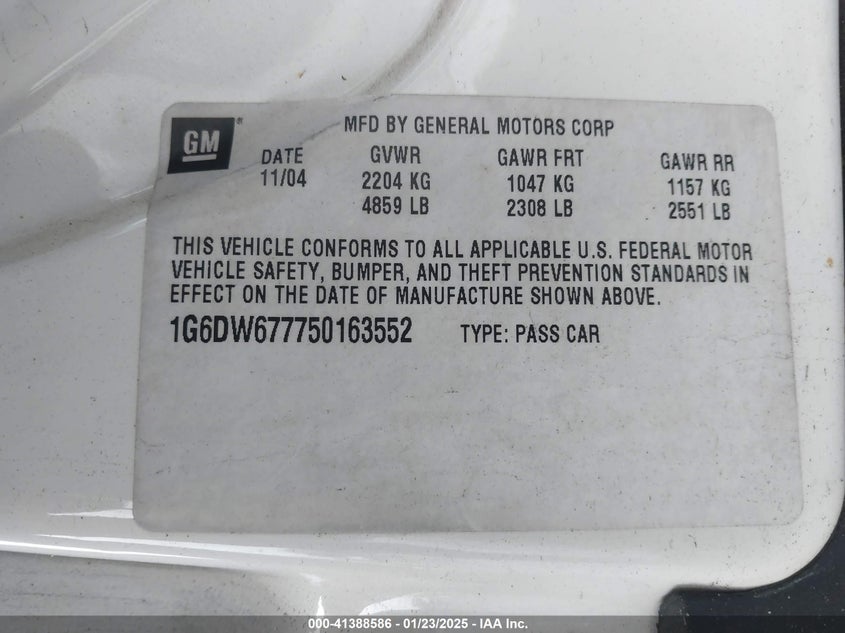 GM®
MFD BY GENERAL MOTORS CORP
DATE GVWR GAWR FRT GAWR RR
11/04 2204 KG 1047 KG 1157 KG
4859 LB 2308 LB 2551 LB
THIS VEHICLE CONFORMS TO ALL APPLICABLE U.S. FEDERAL MOTOR
VEHICLE SAFETY, BUMPER, AND THEFT PREVENTION STANDARDS IN
EFFECT ON THE DATE OF MANUFACTURE SHOWN ABOVE.
1G6DW677750163552 TYPE: PASS CAR
000-41388586 - 01/23/2025 - IAA Inc.